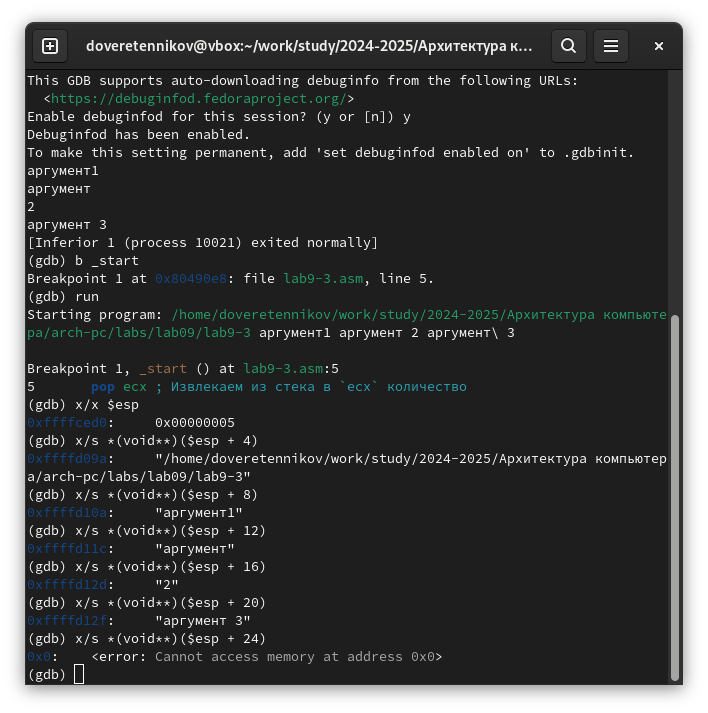 doveretennikov@vbox:~/work/study/2024-2025/Архитектура к...
This GDB supports auto-downloading debuginfo from the following URLs:
<https://debuginfod.fedoraproject.org/>
Enable debuginfod for this session? (y or [n]) y
Debuginfod has been enabled.
To make this setting permanent, add 'set debuginfod enabled on' to .gdbinit.
аргумент1
аргумент
2
аргумент 3
[Inferior 1 (process 10021) exited normally]
(gdb) b _start
Breakpoint 1 at 0x80490e8: file lab9-3.asm, line 5.
(gdb) run
Starting program: /home/doveretennikov/work/study/2024-2025/Архитектура компьюте
ра/arch-pc/labs/lab09/lab9-3 аргумент1 аргумент 2 аргумент\ 3
Breakpoint 1, _start () at lab9-3.asm:5
5 pop ecx ; Извлекаем из стека в `ecx` количество
(gdb) x/x $esp
0xffffced0: 0x00000005
(gdb) x/s *(void**)($esp + 4)
0xffffd09a: "/home/doveretennikov/work/study/2024-2025/Архитектура компьютер
а/arch-pc/labs/lab09/lab9-3"
(gdb) x/s *(void**)($esp + 8)
0xffffd10a: "аргумент1"
(gdb) x/s *(void**)($esp + 12)
0xffffd11c: "аргумент"
(gdb) x/s *(void**)($esp + 16)
0xffffd12d: "2"
(gdb) x/s *(void**)($esp + 20)
0xffffd12f: "аргумент 3"
(gdb) x/s *(void**)($esp + 24)
0x0: <error: Cannot access memory at address 0x0>
(gdb)